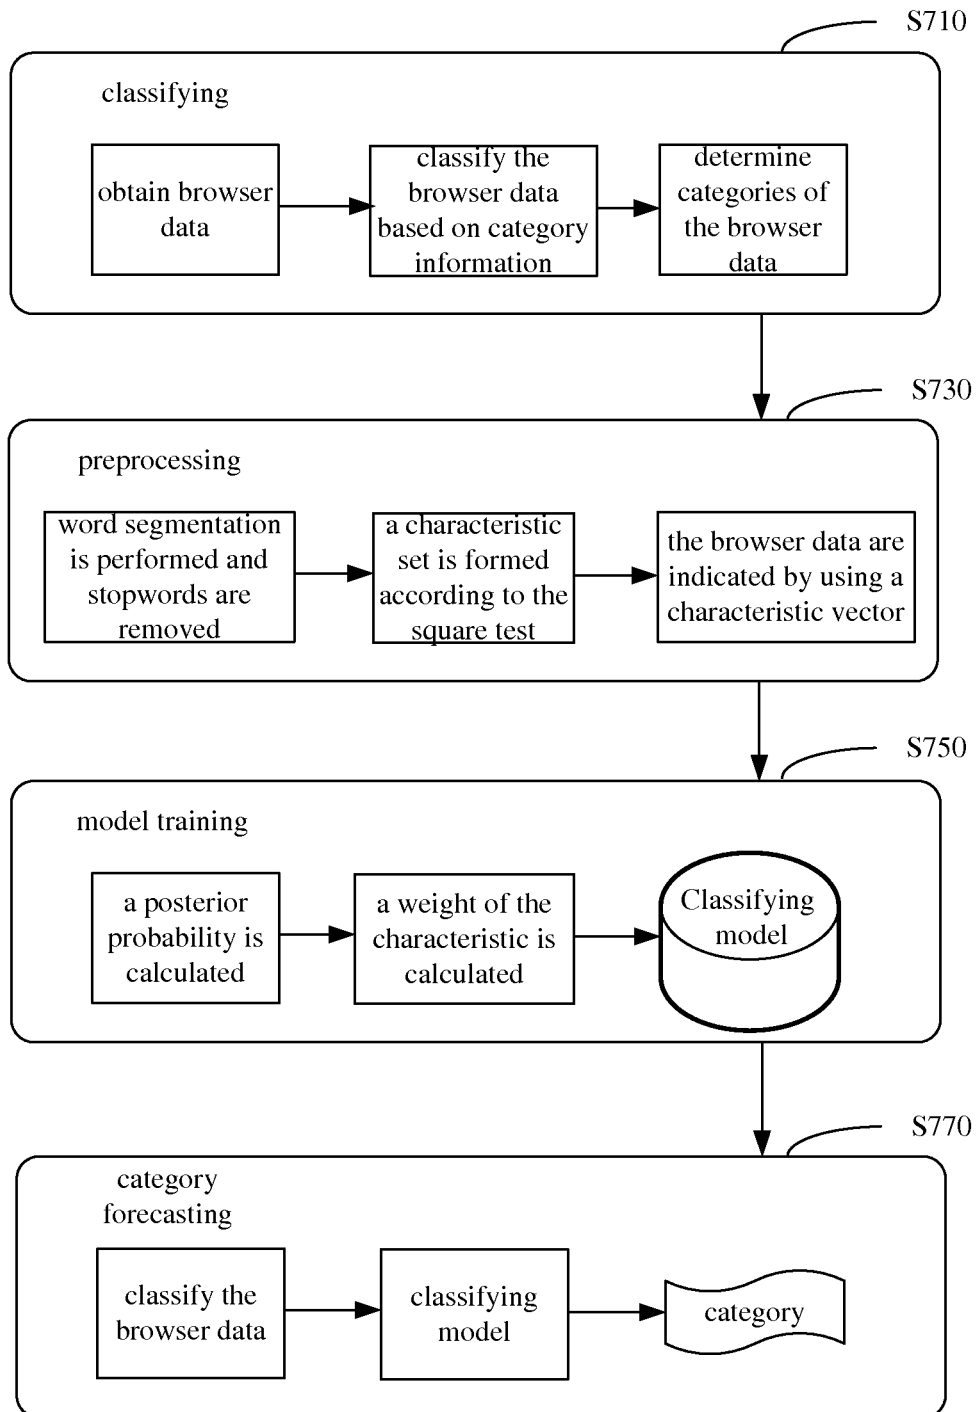 S710
classifying
obtain browser
data
classify the
browser data
based on category
information
determine
categories of
the browser
data
S730
preprocessing
word segmentation
is performed and
stopwords are
removed
a characteristic
set is formed
according to the
square test
the browser data are
indicated by using a
characteristic vector
S750
model training
a posterior
probability is
calculated
a weight of the
characteristic is
calculated
Classifying
model
S770
category
forecasting
classify the
browser data
classifying
model
category